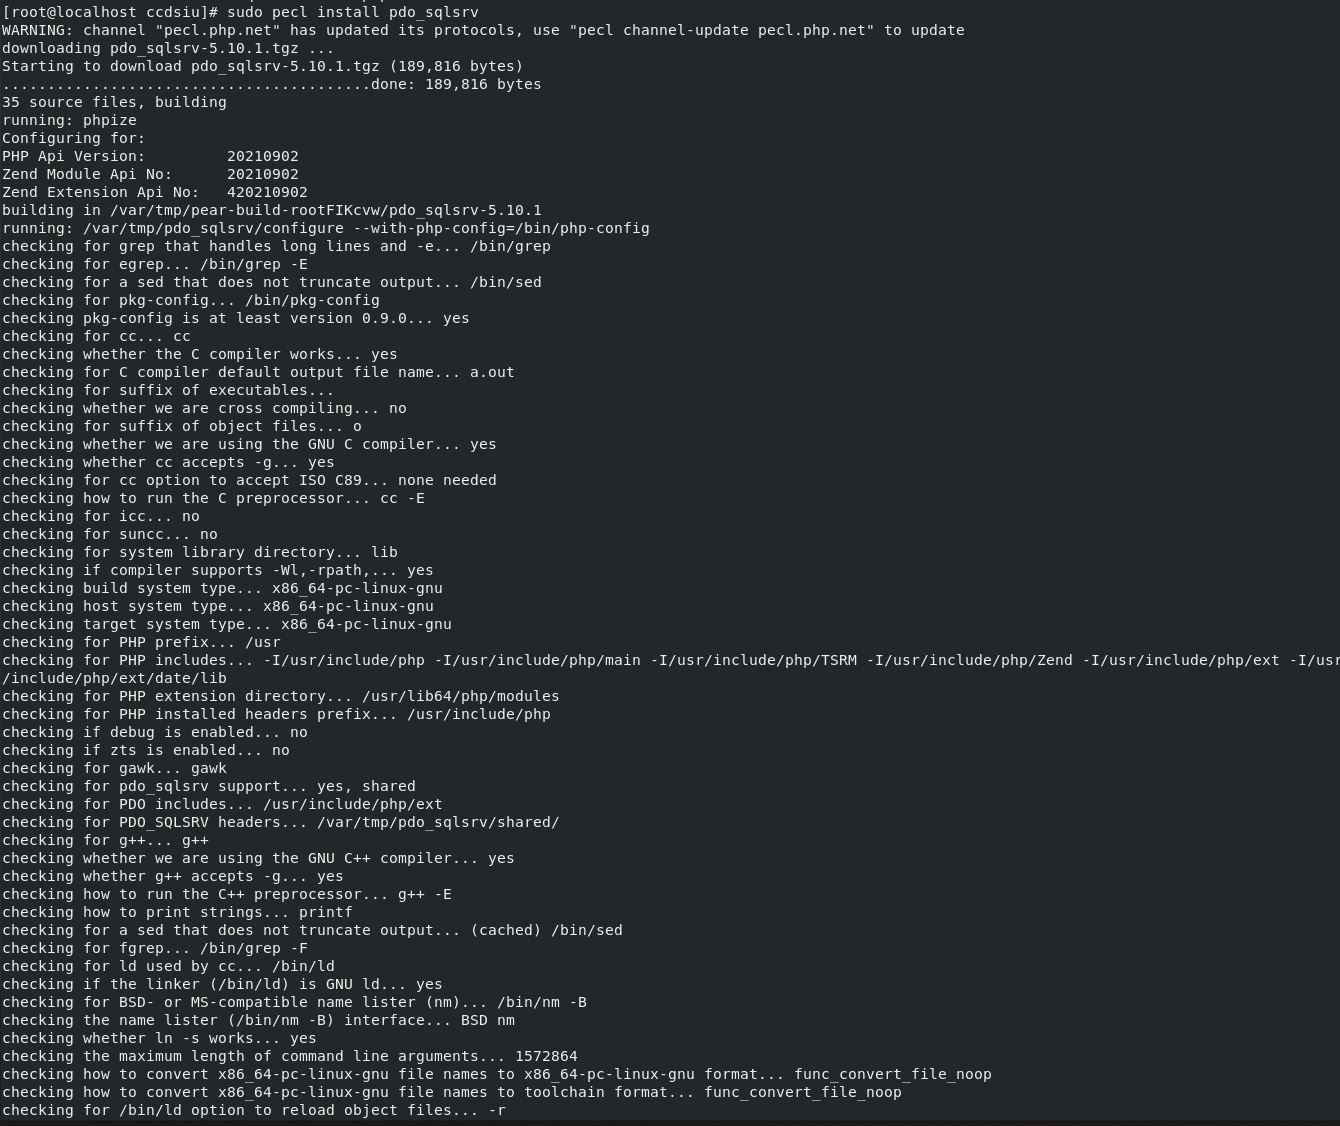 [root@localhost ccdsiu]# sudo pecl install pdo_sqlsrv
WARNING: channel "pecl.php.net" has updated its protocols, use "pecl channel-update pecl.php.net" to update
downloading pdo_sqlsrv-5.10.1.tgz ...
Starting to download pdo_sqlsrv-5.10.1.tgz (189,816 bytes)
.........................................done: 189,816 bytes
35 source files, building
running: phpize
Configuring for:
PHP Api Version:         20210902
Zend Module Api No:      20210902
Zend Extension Api No:   420210902
building in /var/tmp/pear-build-rootFIKcvw/pdo_sqlsrv-5.10.1
running: /var/tmp/pdo_sqlsrv/configure --with-php-config=/bin/php-config
checking for grep that handles long lines and -e... /bin/grep
checking for egrep... /bin/grep -E
checking for a sed that does not truncate output... /bin/sed
checking for pkg-config... /bin/pkg-config
checking pkg-config is at least version 0.9.0... yes
checking for cc... cc
checking whether the C compiler works... yes
checking for C compiler default output file name... a.out
checking for suffix of executables...
checking whether we are cross compiling... no
checking for suffix of object files... o
checking whether we are using the GNU C compiler... yes
checking whether cc accepts -g... yes
checking for cc option to accept ISO C89... none needed
checking how to run the C preprocessor... cc -E
checking for icc... no
checking for suncc... no
checking for system library directory... lib
checking if compiler supports -Wl,-rpath,... yes
checking build system type... x86_64-pc-linux-gnu
checking host system type... x86_64-pc-linux-gnu
checking target system type... x86_64-pc-linux-gnu
checking for PHP prefix... /usr
checking for PHP includes... -I/usr/include/php -I/usr/include/php/main -I/usr/include/php/TSRM -I/usr/include/php/Zend -I/usr/include/php/ext -I/usr
/include/php/ext/date/lib
checking for PHP extension directory... /usr/lib64/php/modules
checking for PHP installed headers prefix... /usr/include/php
checking if debug is enabled... no
checking if zts is enabled... no
checking for gawk... gawk
checking for pdo_sqlsrv support... yes, shared
checking for PDO includes... /usr/include/php/ext
checking for PDO_SQLSRV headers... /var/tmp/pdo_sqlsrv/shared/
checking for g++... g++
checking whether we are using the GNU C++ compiler... yes
checking whether g++ accepts -g... yes
checking how to run the C++ preprocessor... g++ -E
checking how to print strings... printf
checking for a sed that does not truncate output... (cached) /bin/sed
checking for fgrep... /bin/grep -F
checking for ld used by cc... /bin/ld
checking if the linker (/bin/ld) is GNU ld... yes
checking for BSD- or MS-compatible name lister (nm)... /bin/nm -B
checking the name lister (/bin/nm -B) interface... BSD nm
checking whether ln -s works... yes
checking the maximum length of command line arguments... 1572864
checking how to convert x86_64-pc-linux-gnu file names to x86_64-pc-linux-gnu format... func_convert_file_noop
checking how to convert x86_64-pc-linux-gnu file names to toolchain format... func_convert_file_noop
checking for /bin/ld option to reload object files... -r